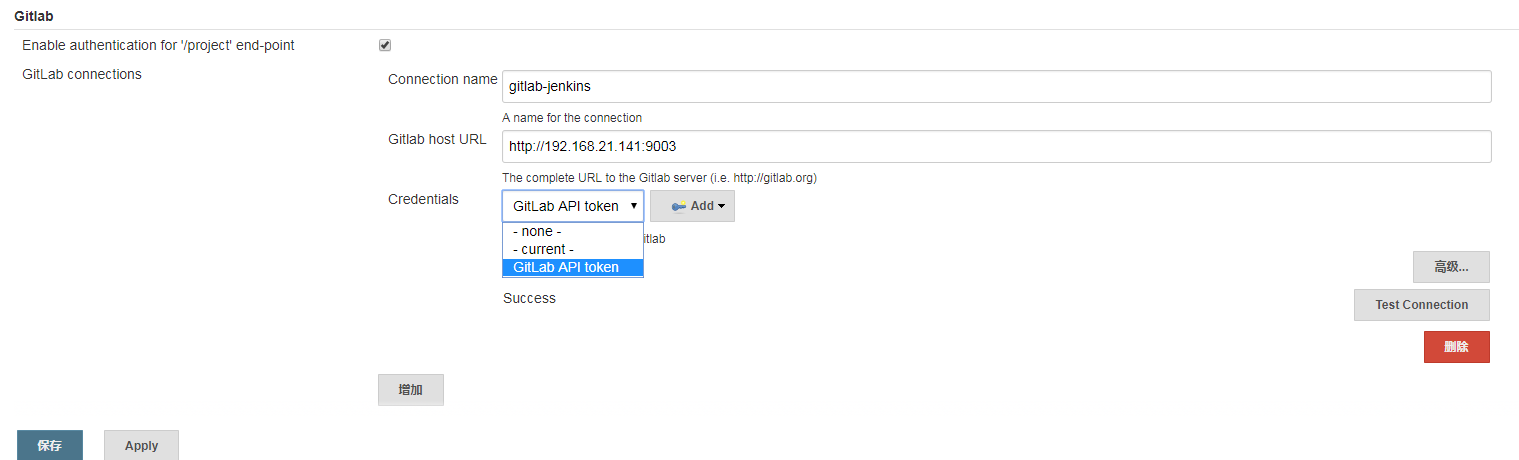 Gitlab
Enable authentication for '/project' end-point
GitLab connections
Connection name
gitlab-jenkins
A name for the connection
Gitlab host URL
http://192.168.21.141:9003
The complete URL to the Gitlab server (i.e. http://gitlab.org)
Credentials
GitLab API token
Add
- none -
- current -
GitLab API token
itlab
高级...
Success
Test Connection
删除
增加
保存
Apply